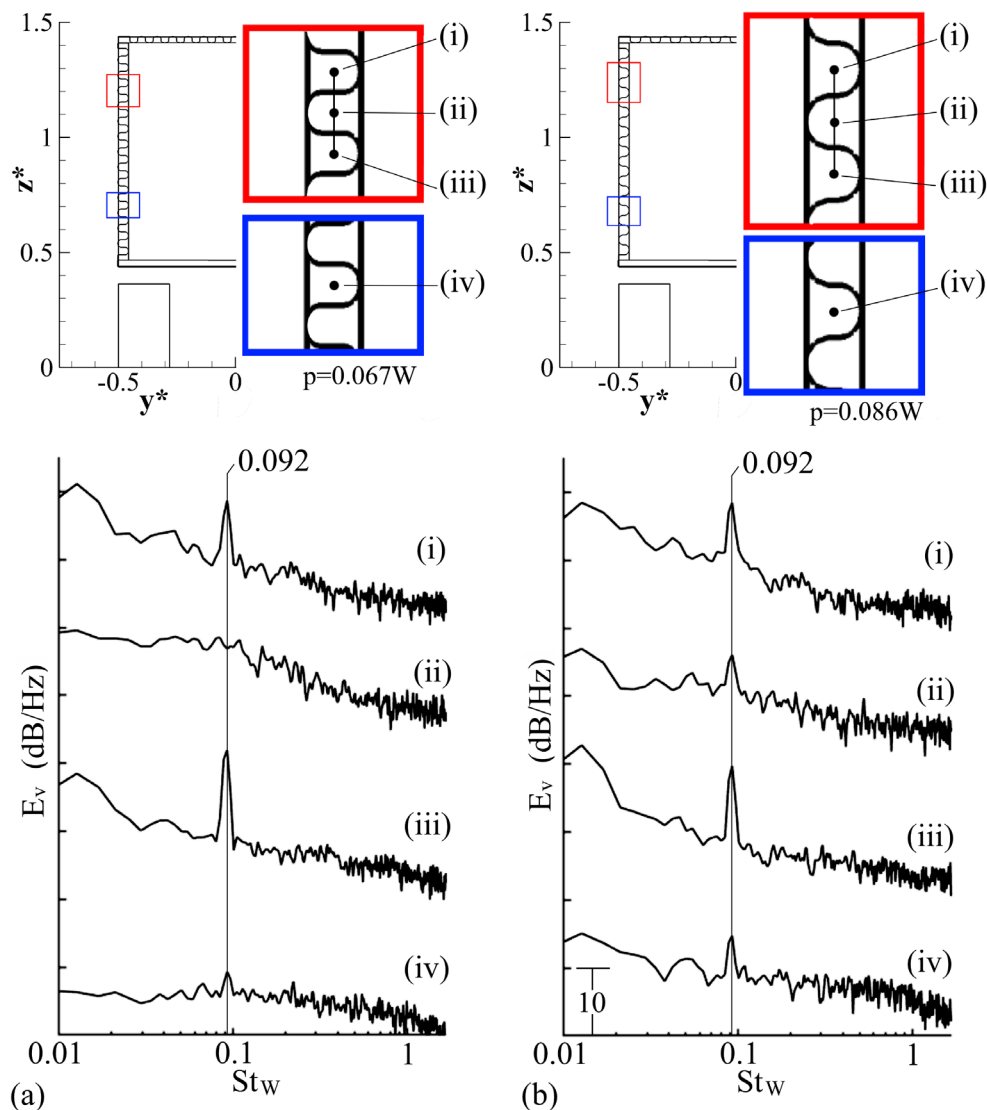 1.5
1
z*
0.5
0
-0.5
0
y*
(i)
(ii)
(iii)
(iv)
p=0.067W
1.5
1
z*
0.5
0
-0.5
0
y*
(i)
(ii)
(iii)
(iv)
p=0.086W
0.092
(i)
(ii)
(iii)
(iv)
Ev (dB/Hz)
0.01
0.1
1
StW
(a)
0.092
(i)
(ii)
(iii)
(iv)
10
Ev (dB/Hz)
0.01
0.1
1
StW
(b)